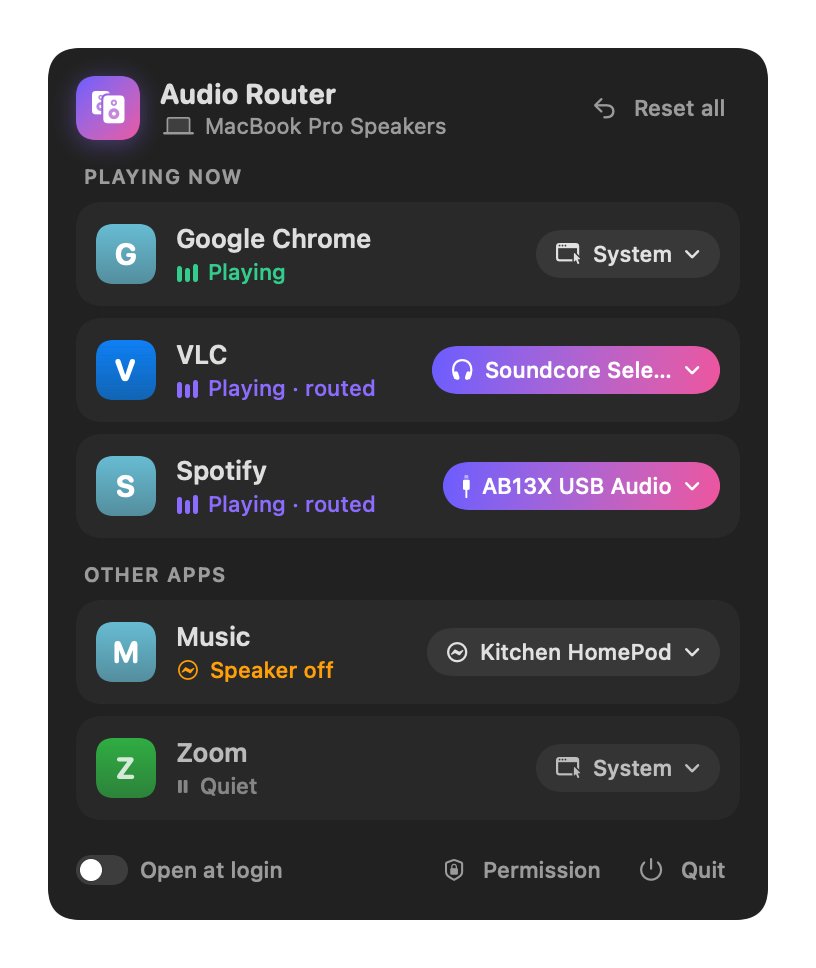 Audio Router
MacBook Pro Speakers
Reset all
PLAYING NOW
G
Google Chrome
Playing
System
V
VLC
Playing · routed
Soundcore Sele...
S
Spotify
Playing · routed
AB13X USB Audio
OTHER APPS
M
Music
Speaker off
Kitchen HomePod
Z
Zoom
Quiet
System
Open at login
Permission
Quit